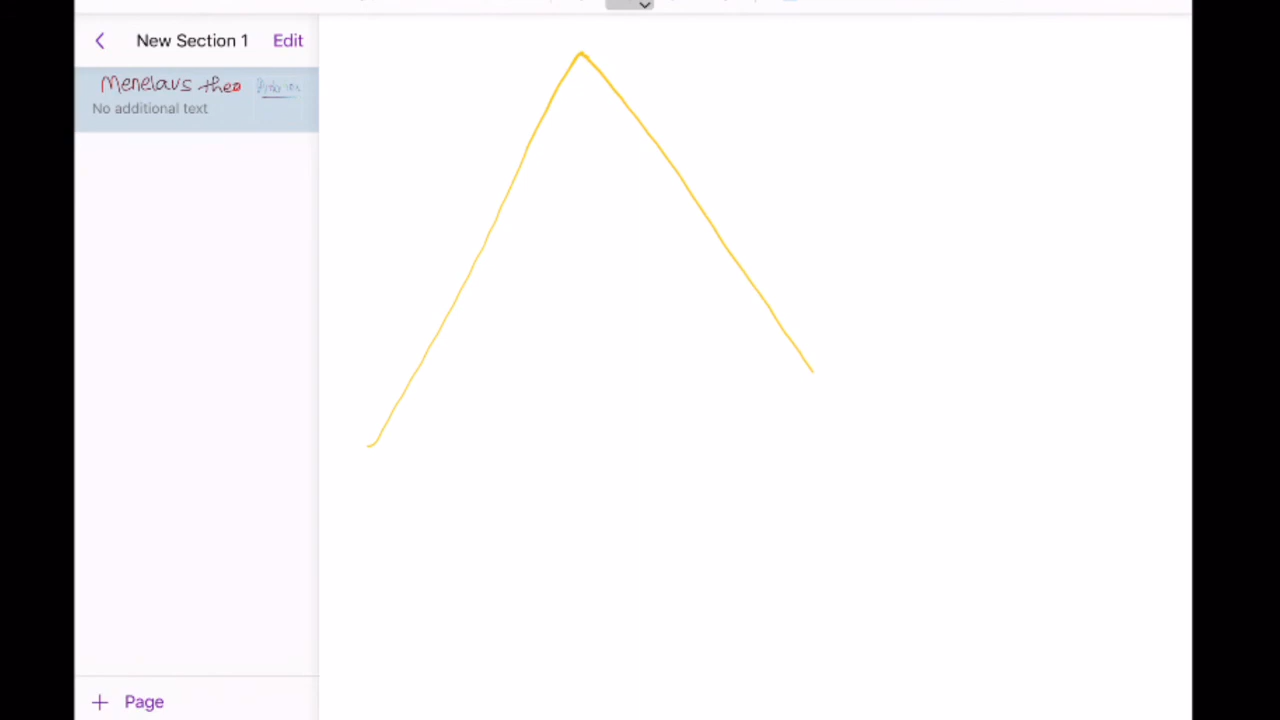 New Section 1 Edit
Menelaus theo
No additional text
Page